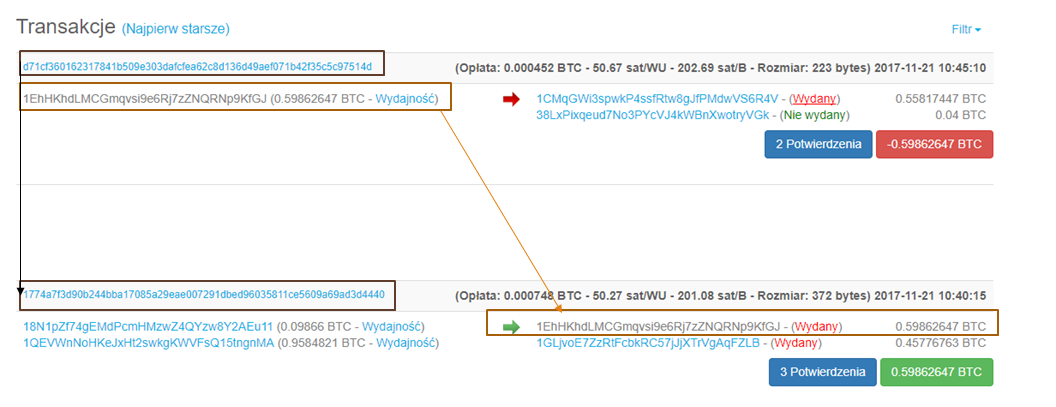 Transakcje (Najpierw starsze)
Filtr
d71cf360162317841b509e303dafcfea62c8d136d49aef071b42f35c5c97514d
(Opłata: 0.000452 BTC - 50.67 sat/WU - 202.69 sat/B - Rozmiar: 223 bytes) 2017-11-21 10:45:10
1EhHKhdLMCGmqvsi9e6Rj7zZNQRNp9KfGJ (0.59862647 BTC - Wydajność)
1CMqGWi3spwkP4ssfRtw8gJfPMdwVS6R4V - (Wydany) 0.55817447 BTC
38LxPixqeud7No3PYcVJ4kWBnXwotryVGk - (Nie wydany) 0.04 BTC
2 Potwierdzenia -0.59862647 BTC
1774a7f3d90b244bba17085a29eae007291dbed96035811ce5609a69ad3d4440
(Opłata: 0.000748 BTC - 50.27 sat/WU - 201.08 sat/B - Rozmiar: 372 bytes) 2017-11-21 10:40:15
18N1pZf74gEMdPcmHMzwZ4QYzw8Y2AEu11 (0.09866 BTC - Wydajność)
1QEVWnNoHKeJxHt2swkgKWVFsQ15tngnMA (0.9584821 BTC - Wydajność)
1EhHKhdLMCGmqvsi9e6Rj7zZNQRNp9KfGJ - (Wydany) 0.59862647 BTC
1GLjvoE7ZzRtFcbkRC57jJjXTrVgAqFZLB - (Wydany) 0.45776763 BTC
3 Potwierdzenia 0.59862647 BTC